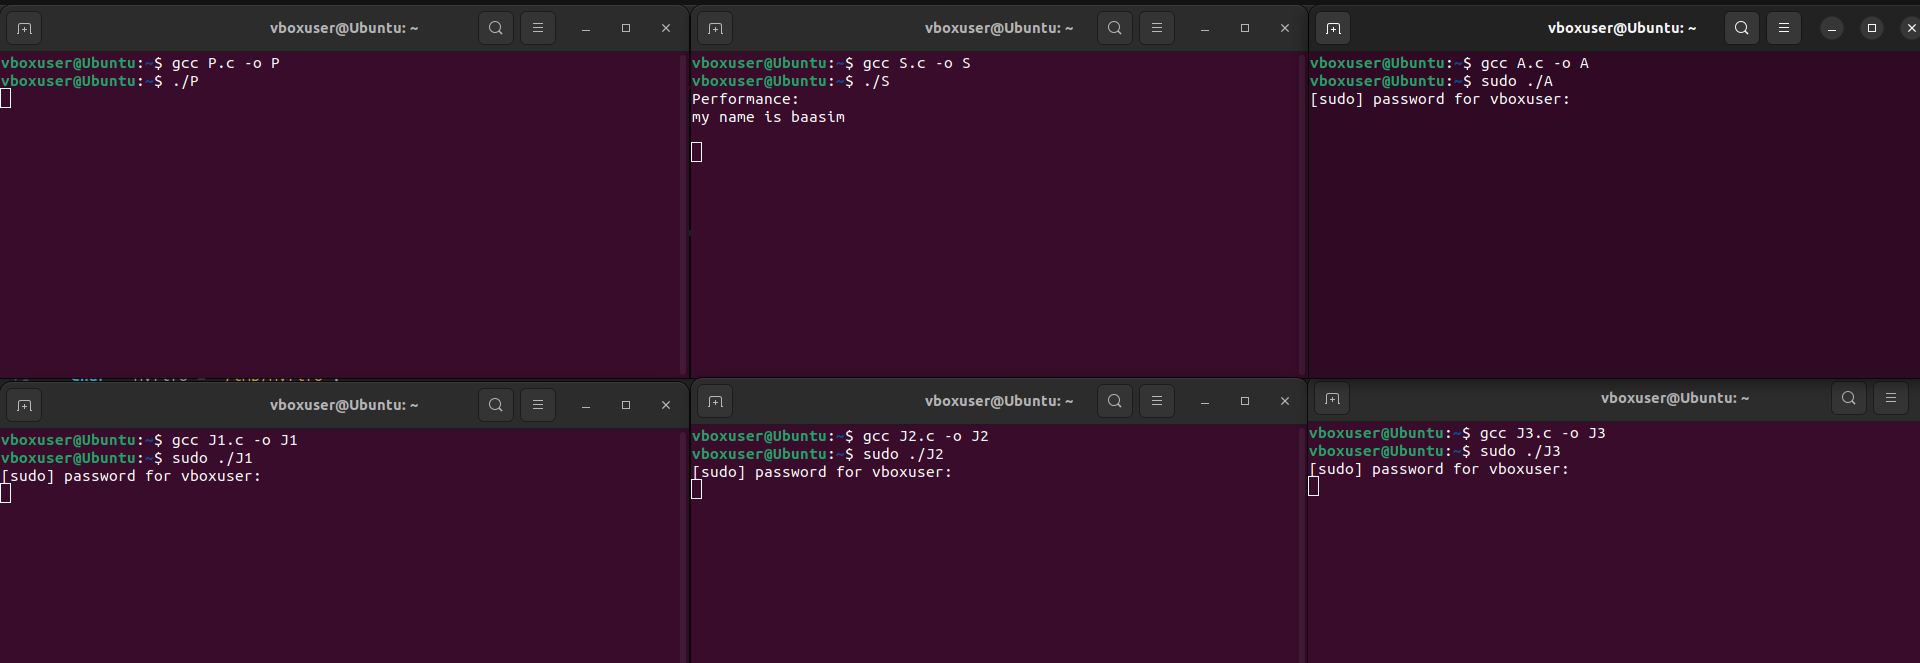 vboxuser@Ubuntu: ~
vboxuser@Ubuntu:~$ gcc P.c -o P
vboxuser@Ubuntu:~$ ./P
vboxuser@Ubuntu: ~
vboxuser@Ubuntu:~$ gcc S.c -o S
vboxuser@Ubuntu:~$ ./S
Performance:
my name is baasim
vboxuser@Ubuntu: ~
vboxuser@Ubuntu:~$ gcc A.c -o A
vboxuser@Ubuntu:~$ sudo ./A
[sudo] password for vboxuser:
vboxuser@Ubuntu: ~
vboxuser@Ubuntu:~$ gcc J1.c -o J1
vboxuser@Ubuntu:~$ sudo ./J1
[sudo] password for vboxuser:
vboxuser@Ubuntu: ~
vboxuser@Ubuntu:~$ gcc J2.c -o J2
vboxuser@Ubuntu:~$ sudo ./J2
[sudo] password for vboxuser:
vboxuser@Ubuntu: ~
vboxuser@Ubuntu:~$ gcc J3.c -o J3
vboxuser@Ubuntu:~$ sudo ./J3
[sudo] password for vboxuser: